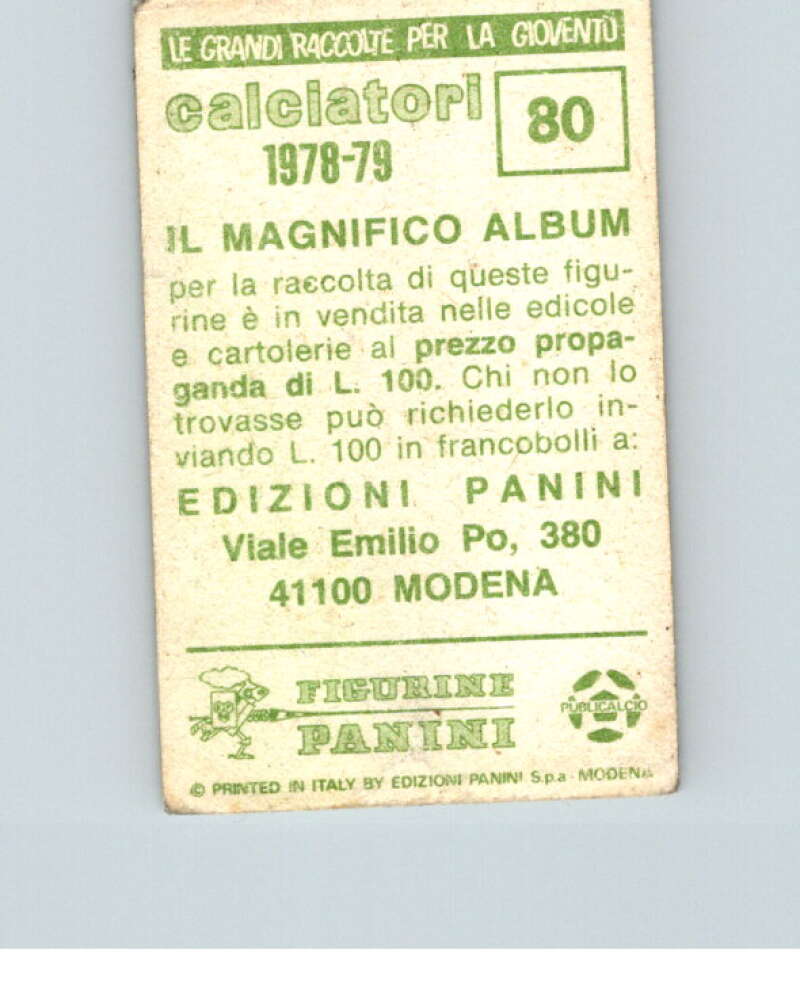 LE GRANDI RACCOLTE PER LA GIOVENTÙ
calciatori
80
1978-79
IL MAGNIFICO ALBUM
per la raccolta di queste figu-
rine è in vendita nelle edicole
e cartolerie al prezzo propa-
ganda di L. 100. Chi non lo
trovasse può richiederlo in-
viando L. 100 in francobolli a:
EDIZIONI PANINI
Viale Emilio Po, 380
41100 MODENA
FIGURINE
PANINI
PUBLICALCIO
© PRINTED IN ITALY BY EDIZIONI PANINI S.p.a - MODENA